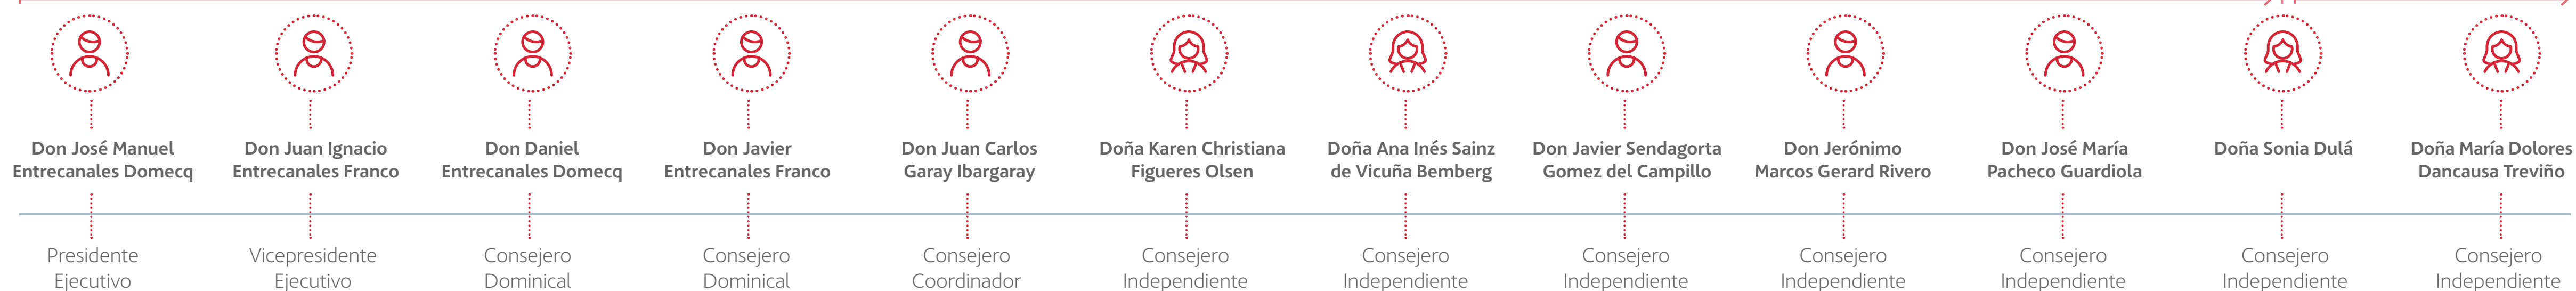 Don José Manuel
Entrecanales Domecq
Don Juan Ignacio
Entrecanales Franco
Don Daniel
Entrecanales Domecq
Don Javier
Entrecanales Franco
Don Juan Carlos
Garay Ibargaray
Doña Karen Christiana
Figueres Olsen
Doña Ana Inés Sainz
de Vicuña Bemberg
Don Javier Sendagorta
Gomez del Campillo
Don Jerónimo
Marcos Gerard Rivero
Don José María
Pacheco Guardiola
Doña Sonia Dulá
Doña María Dolores
Dancausa Treviño
Presidente
Ejecutivo
Vicepresidente
Ejecutivo
Consejero
Dominical
Consejero
Dominical
Consejero
Coordinador
Consejero
Independiente
Consejero
Independiente
Consejero
Independiente
Consejero
Independiente
Consejero
Independiente
Consejero
Independiente
Consejero
Independiente